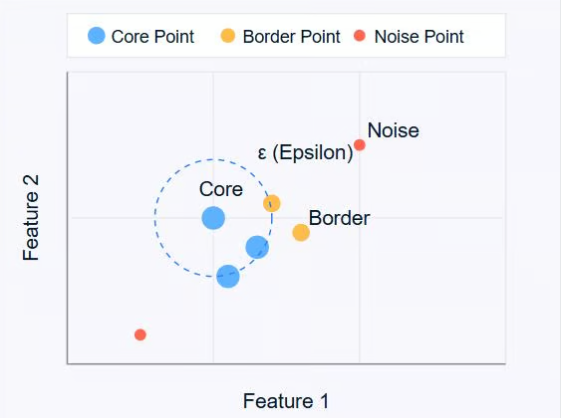 Core Point Border Point Noise Point
Noise
ε (Epsilon)
Core
Border
Feature 2
Feature 1